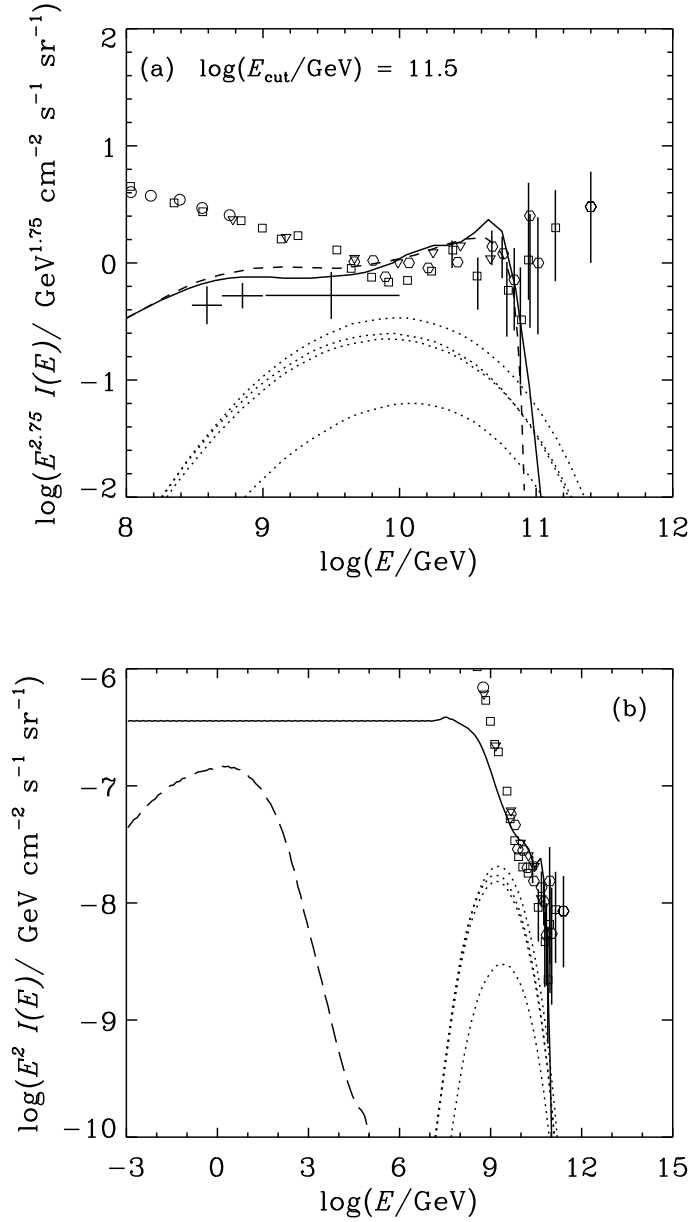 (a) log(E_cut/GeV) = 11.5
log(E^2.75 I(E)/ GeV^1.75 cm^-2 s^-1 sr^-1)
2
1
0
-1
-2
8 9 10 11 12
log(E/GeV)
(b)
log(E^2 I(E)/ GeV cm^-2 s^-1 sr^-1)
-6
-7
-8
-9
-10
-3 0 3 6 9 12 15
log(E/GeV)